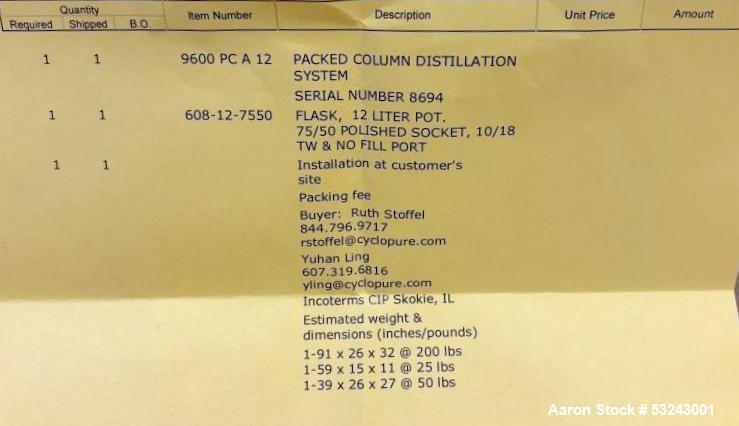 Quantity
Required Shipped B.O. Item Number Description Unit Price Amount
1 1 9600 PC A 12 PACKED COLUMN DISTILLATION
SYSTEM
SERIAL NUMBER 8694
1 1 608-12-7550 FLASK, 12 LITER POT.
75/50 POLISHED SOCKET, 10/18
TW & NO FILL PORT
1 1 Installation at customer's
site
Packing fee
Buyer: Ruth Stoffel
844.796.9717
rstoffel@cyclopure.com
Yuhan Ling
607.319.6816
yling@cyclopure.com
Incoterms CIP Skokie, IL
Estimated weight &
dimensions (inches/pounds)
1-91 x 26 x 32 @ 200 lbs
1-59 x 15 x 11 @ 25 lbs
1-39 x 26 x 27 @ 50 lbs
Aaron Stock # 53243001